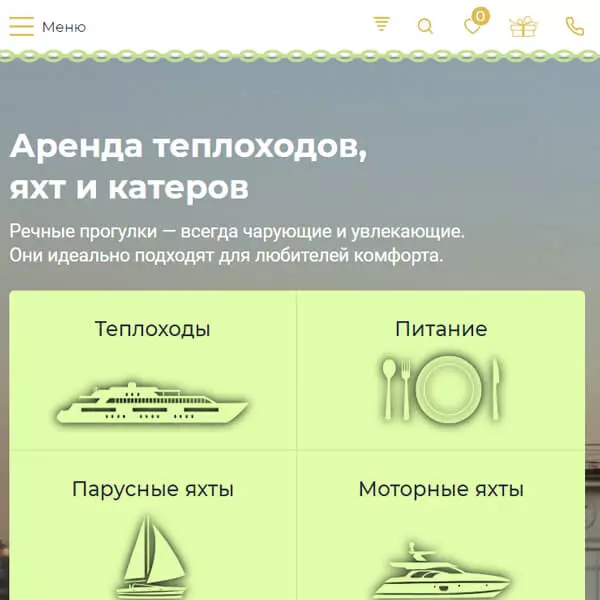 Меню
0
Аренда теплоходов,
яхт и катеров
Речные прогулки — всегда чарующие и увлекающие.
Они идеально подходят для любителей комфорта.
Теплоходы
Питание
Парусные яхты
Моторные яхты